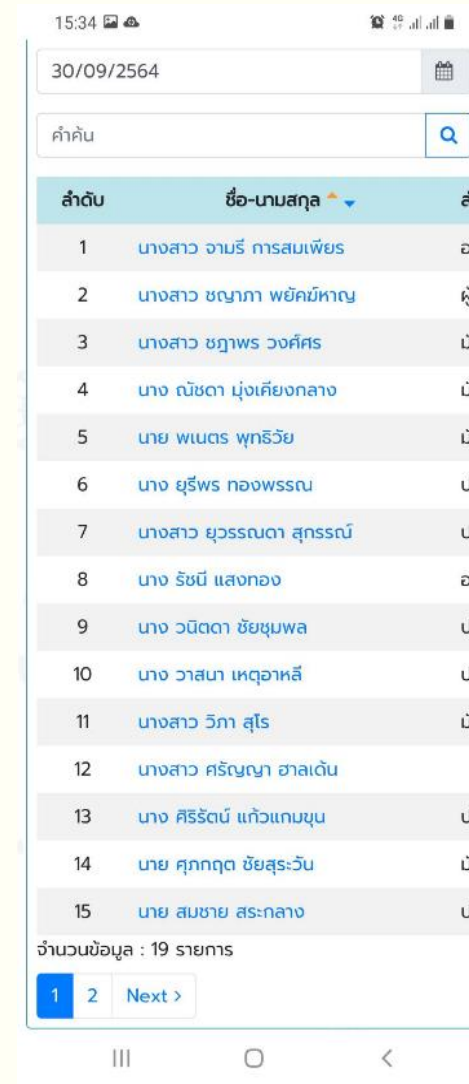 15:34
30/09/2564
คำค้น
ลำดับ ชื่อ-นามสกุล
1 นางสาว จามรี การสมเพียร
2 นางสาว ชญาภา พยัคฆ์หาญ
3 นางสาว ชฎาพร วงศ์ศร
4 นาง ณัชดา มุ่งเคียงกลาง
5 นาย พเนตร พุทธิวัย
6 นาง ยุรีพร ทองพรรณ
7 นางสาว ยุวรรณดา สุกรรณ์
8 นาง รัชนี แสงทอง
9 นาง วนิตดา ชัยชุมพล
10 นาง วาสนา เหตุอาหลี
11 นางสาว วิภา สุโร
12 นางสาว ศรัญญา ฮาลเด้น
13 นาง ศิริรัตน์ แก้วแกมขุน
14 นาย ศุภกฤต ชัยสุระวัน
15 นาย สมชาย สระกลาง
จำนวนข้อมูล : 19 รายการ
1 2 Next >